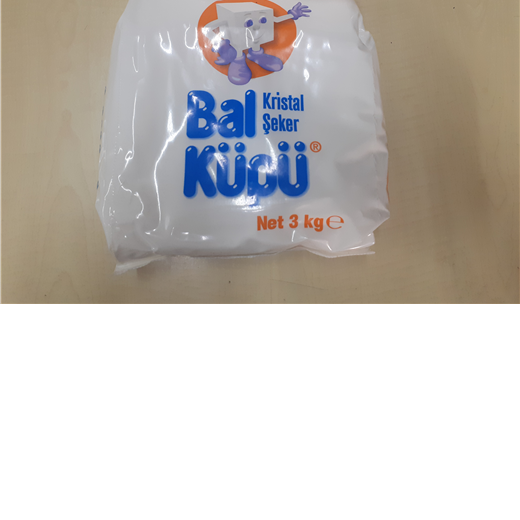 Bal Kristal
Şeker
Küpü®
Net 3 kg ℮